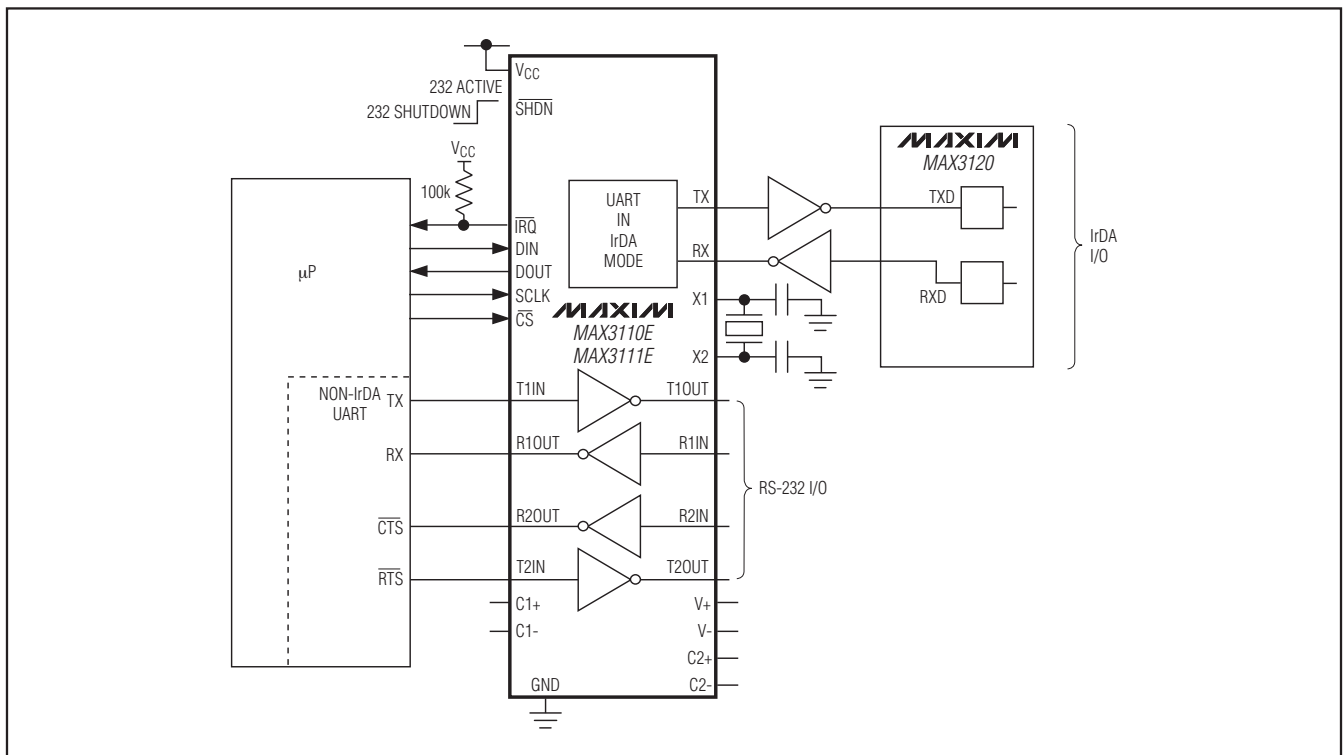 VCC
232 ACTIVE
232 SHUTDOWN
SHDN
VCC
100k
µP
IRQ
DIN
DOUT
SCLK
CS
UART
IN
IrDA
MODE
TX
RX
MAXIM
MAX3110E
MAX3111E
X1
X2
MAXIM
MAX3120
TXD
RXD
IrDA
I/O
NON-IrDA
UART
TX
RX
CTS
RTS
T1IN
T1OUT
R1OUT
R1IN
R2OUT
R2IN
T2IN
T2OUT
RS-232 I/O
C1+
C1-
V+
V-
C2+
C2-
GND